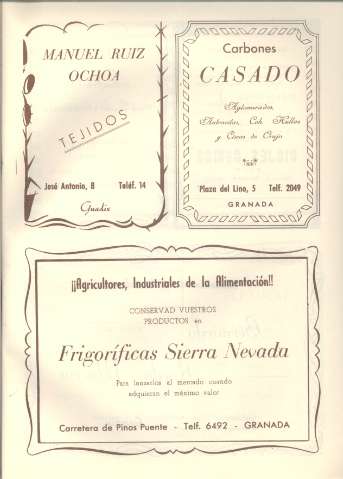 MANUEL RUIZ
OCHOA
TEJIDOS
José Antonio, 8 Teléf. 14
Guadix
Carbones
CASADO
Aglomerados,
Antracitas, Cok, Hullas
y Orujo
Plaza del Lino, 5 Telf. 2049
GRANADA
¡¡Agricultores, Industriales de la Alimentación!!
CONSERVAD VUESTROS
PRODUCTOS en
Frigoríficas Sierra Nevada
Para lanzarlos al mercado cuando
adquieran el máximo valor
Carretera de Pinos Puente - Telf. 6492 - GRANADA